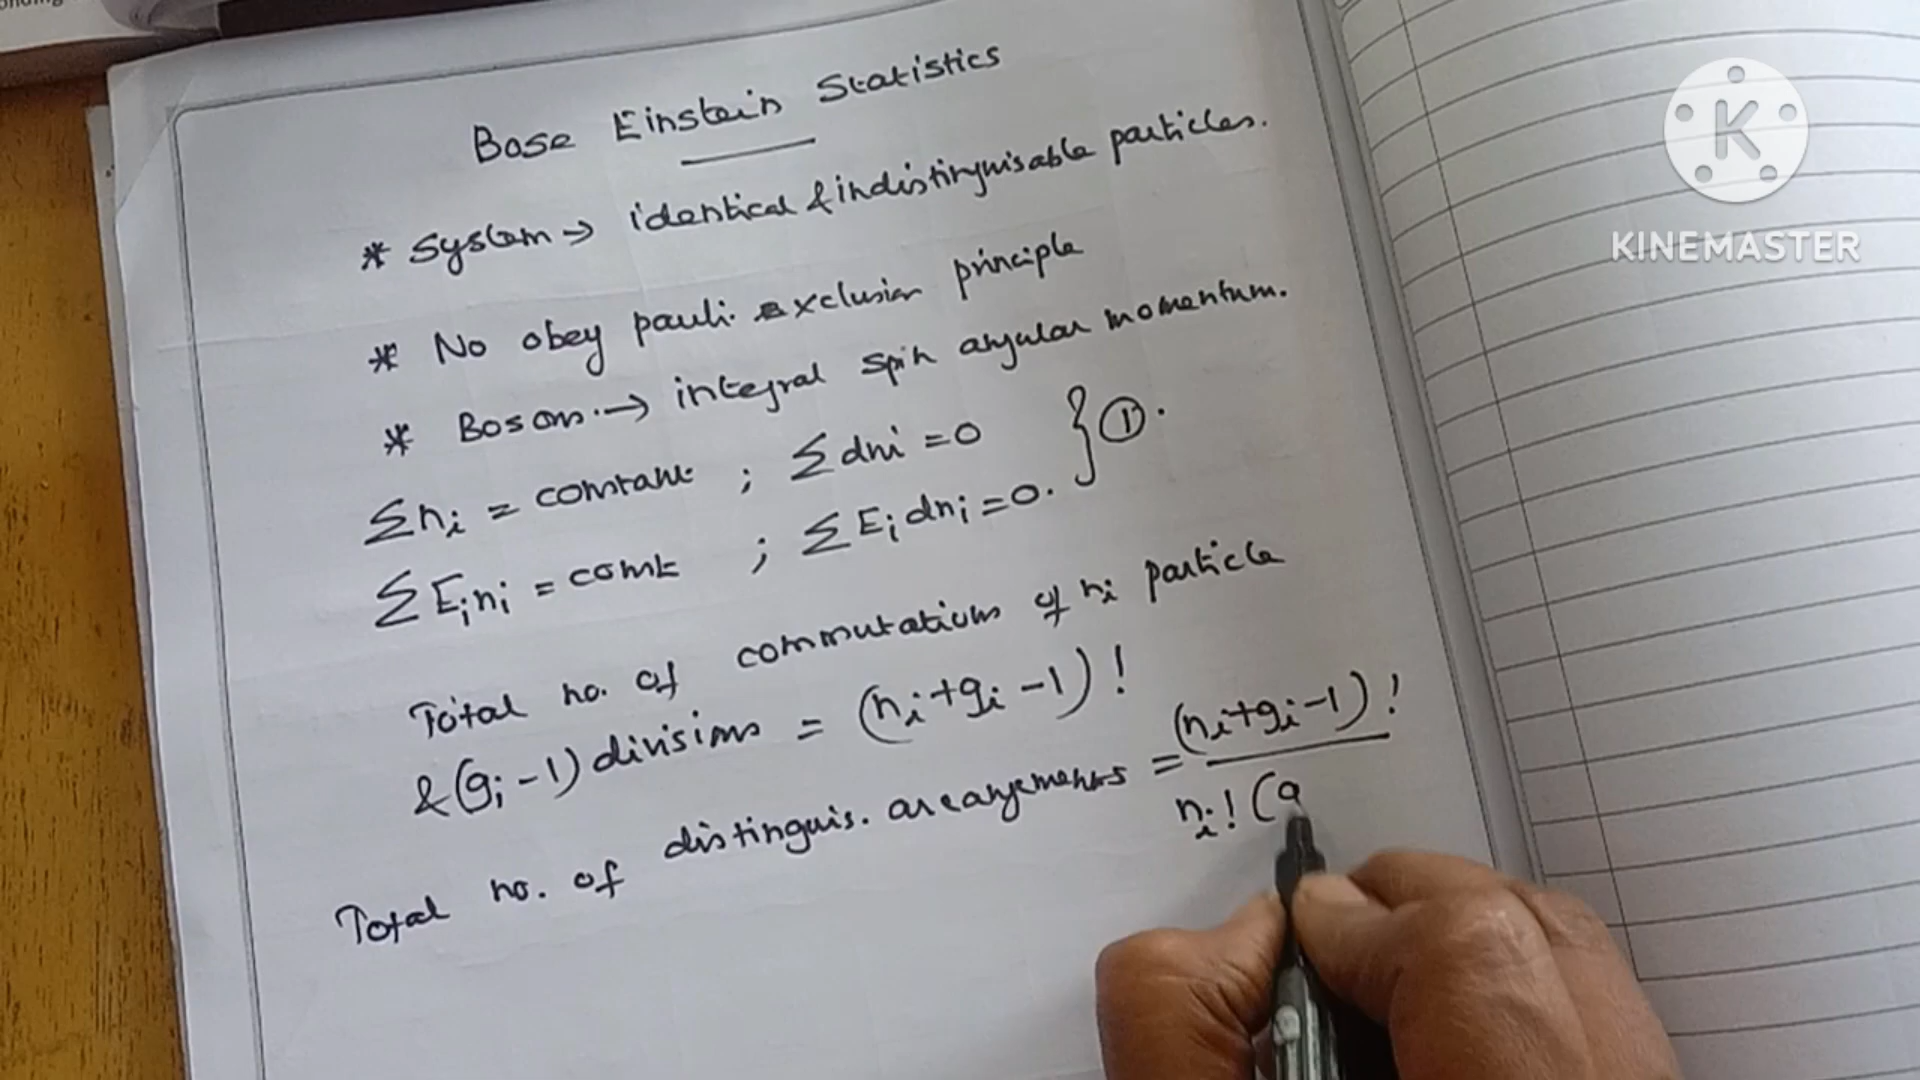 Bose Einstein Statistics
* System → identical & indistinguisable particles.
* No obey pauli. exclusion principle
* Bosons. → integral spin angular momentum.
Σni = constant ; Σdni = 0 } ①.
ΣEini = const ; ΣEidni = 0.
Total no. of commutations of ni particle
& (gi - 1) divisions = (ni + gi - 1) !
Total no. of distinguis. arrangements = (ni + gi - 1) !
ni ! (g
K
KINEMASTER